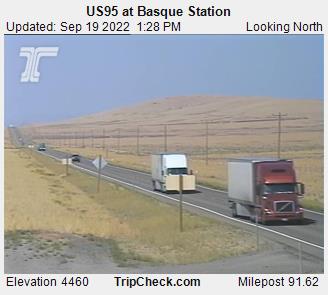 US95 at Basque Station
Updated: Sep 19 2022 1:28 PM Looking North
Elevation 4460 TripCheck.com Milepost 91.62